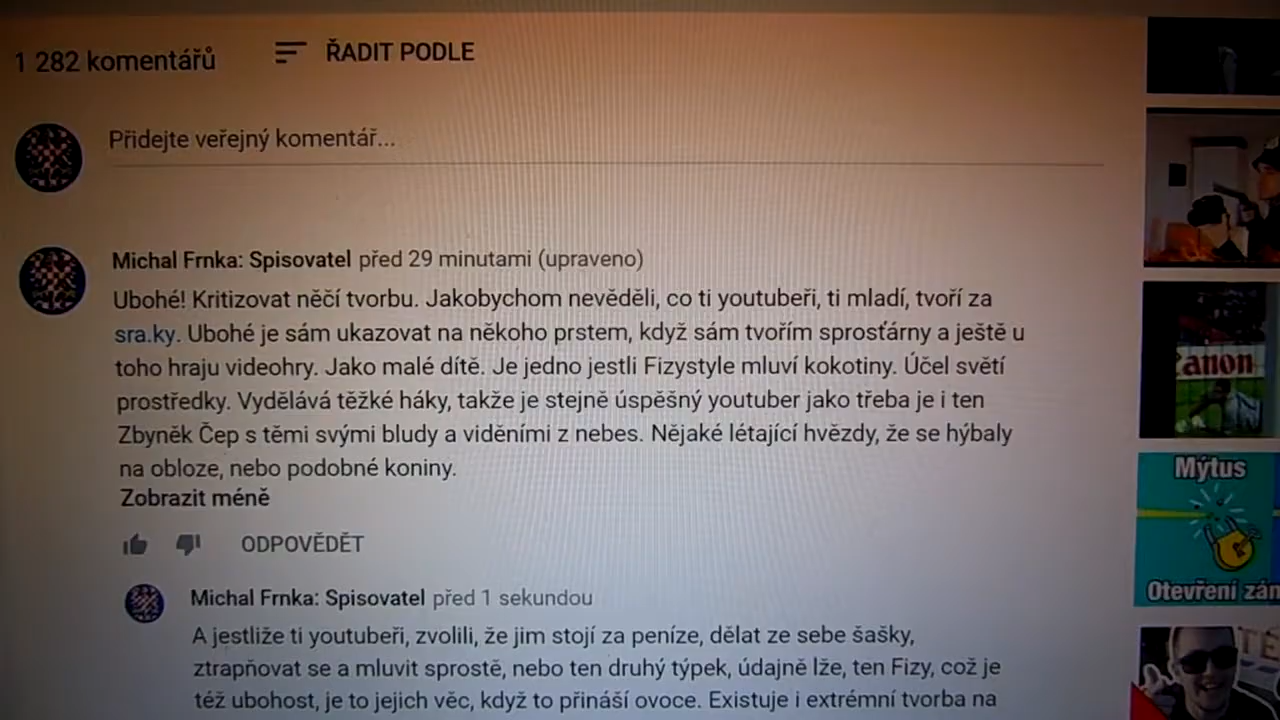 1 282 komentářů
ŘADIT PODLE
Přidejte veřejný komentář...
Michal Frnka: Spisovatel před 29 minutami (upraveno)
Ubohé! Kritizovat něčí tvorbu. Jakobychom nevěděli, co ti youtubeři, ti mladí, tvoří za
sra.ky. Ubohé je sám ukazovat na někoho prstem, když sám tvořím sprosťárny a ještě u
toho hraju videohry. Jako malé dítě. Je jedno jestli Fizystyle mluví kokotiny. Účel světí
prostředky. Vydělává těžké háky, takže je stejně úspěšný youtuber jako třeba je i ten
Zbyněk Čep s těmi svými bludy a viděními z nebes. Nějaké létající hvězdy, že se hýbaly
na obloze, nebo podobné koniny.
Zobrazit méně
ODPOVĚDĚT
Michal Frnka: Spisovatel před 1 sekundou
A jestliže ti youtubeři, zvolili, že jim stojí za peníze, dělat ze sebe šašky,
ztrapňovat se a mluvit sprostě, nebo ten druhý týpek, údajně lže, ten Fizy, což je
též ubohost, je to jejich věc, když to přináší ovoce. Existuje i extrémní tvorba na
anon
Mýtus
Otevření zám